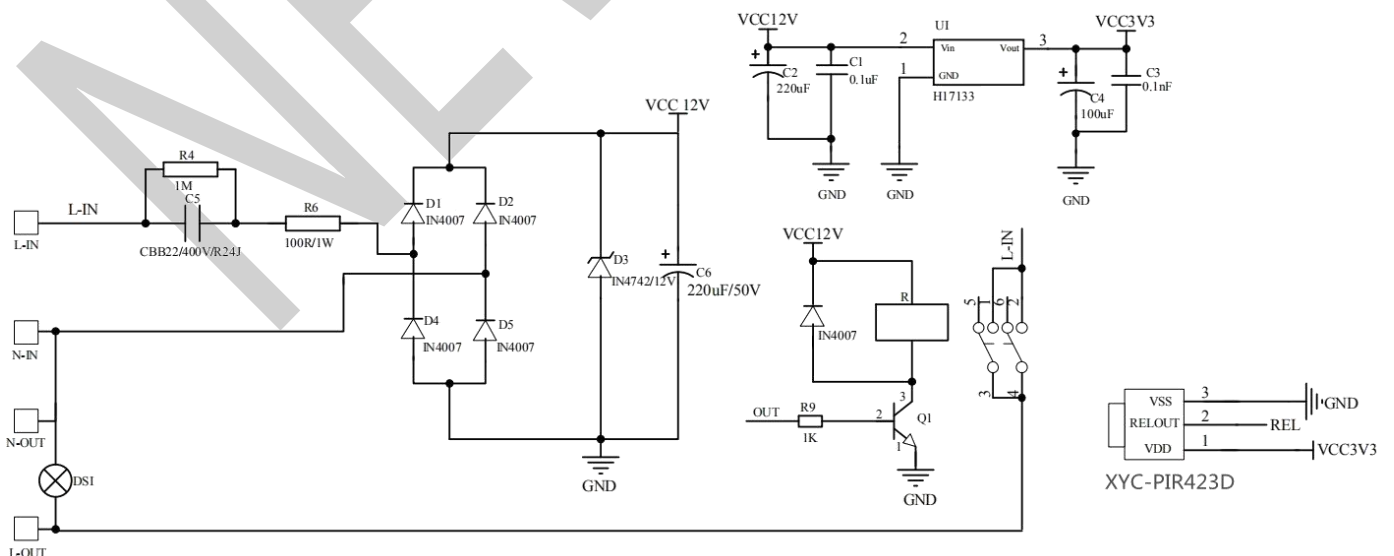 VCC12V
UI
VCC3V3
2
3
Vin
Vout
C1
0.1uF
C2
220uF
1
GND
H17133
C3
0.1nF
C4
100uF
GND
GND
GND
VCC 12V
R4
1M
C5
L-IN
L-IN
R6
100R/1W
CBB22/400V/R24J
D1
IN4007
D2
IN4007
D3
IN4742/12V
C6
220uF/50V
D4
IN4007
D5
IN4007
N-IN
N-OUT
DS1
L-OUT
GND
VCC12V
L-IN
R
IN4007
5
1
6
2
3
4
OUT
R9
1K
2
3
Q1
1
GND
VSS
3
GND
RELOUT
2
REL
VDD
1
VCC3V3
XYC-PIR423D